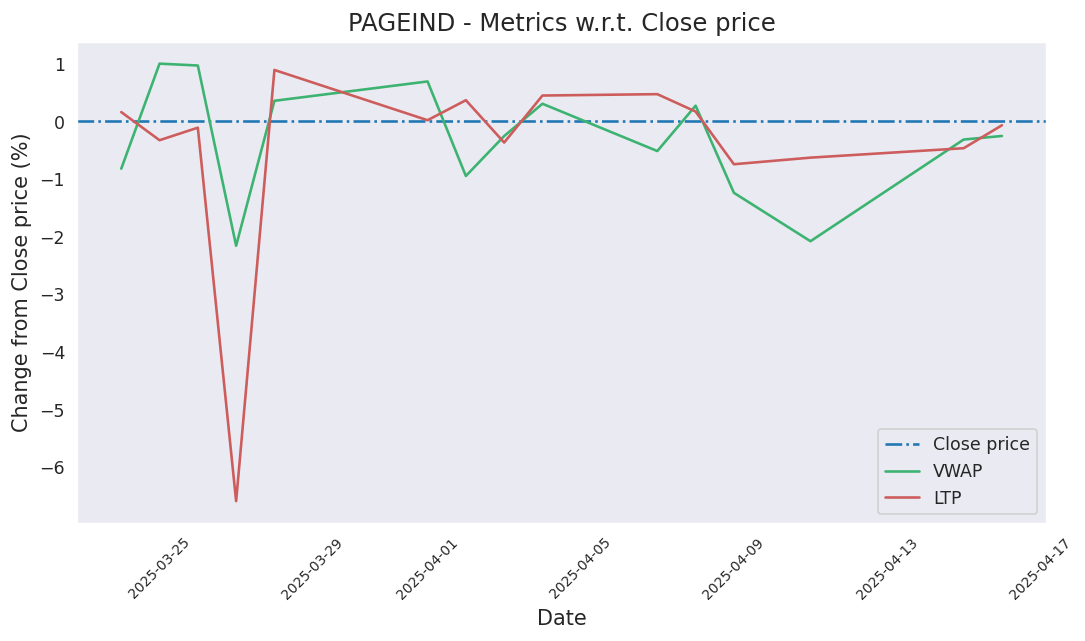 PAGEIND - Metrics w.r.t. Close price
Change from Close price (%)
1
0
−1
−2
−3
−4
−5
−6
Close price
VWAP
LTP
2025-03-25
2025-03-29
2025-04-01
2025-04-05
2025-04-09
2025-04-13
2025-04-17
Date